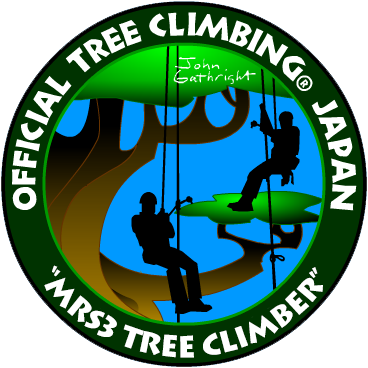 OFFICIAL TREE CLIMBING® JAPAN
John
Gathright
"MRS3 TREE CLIMBER"